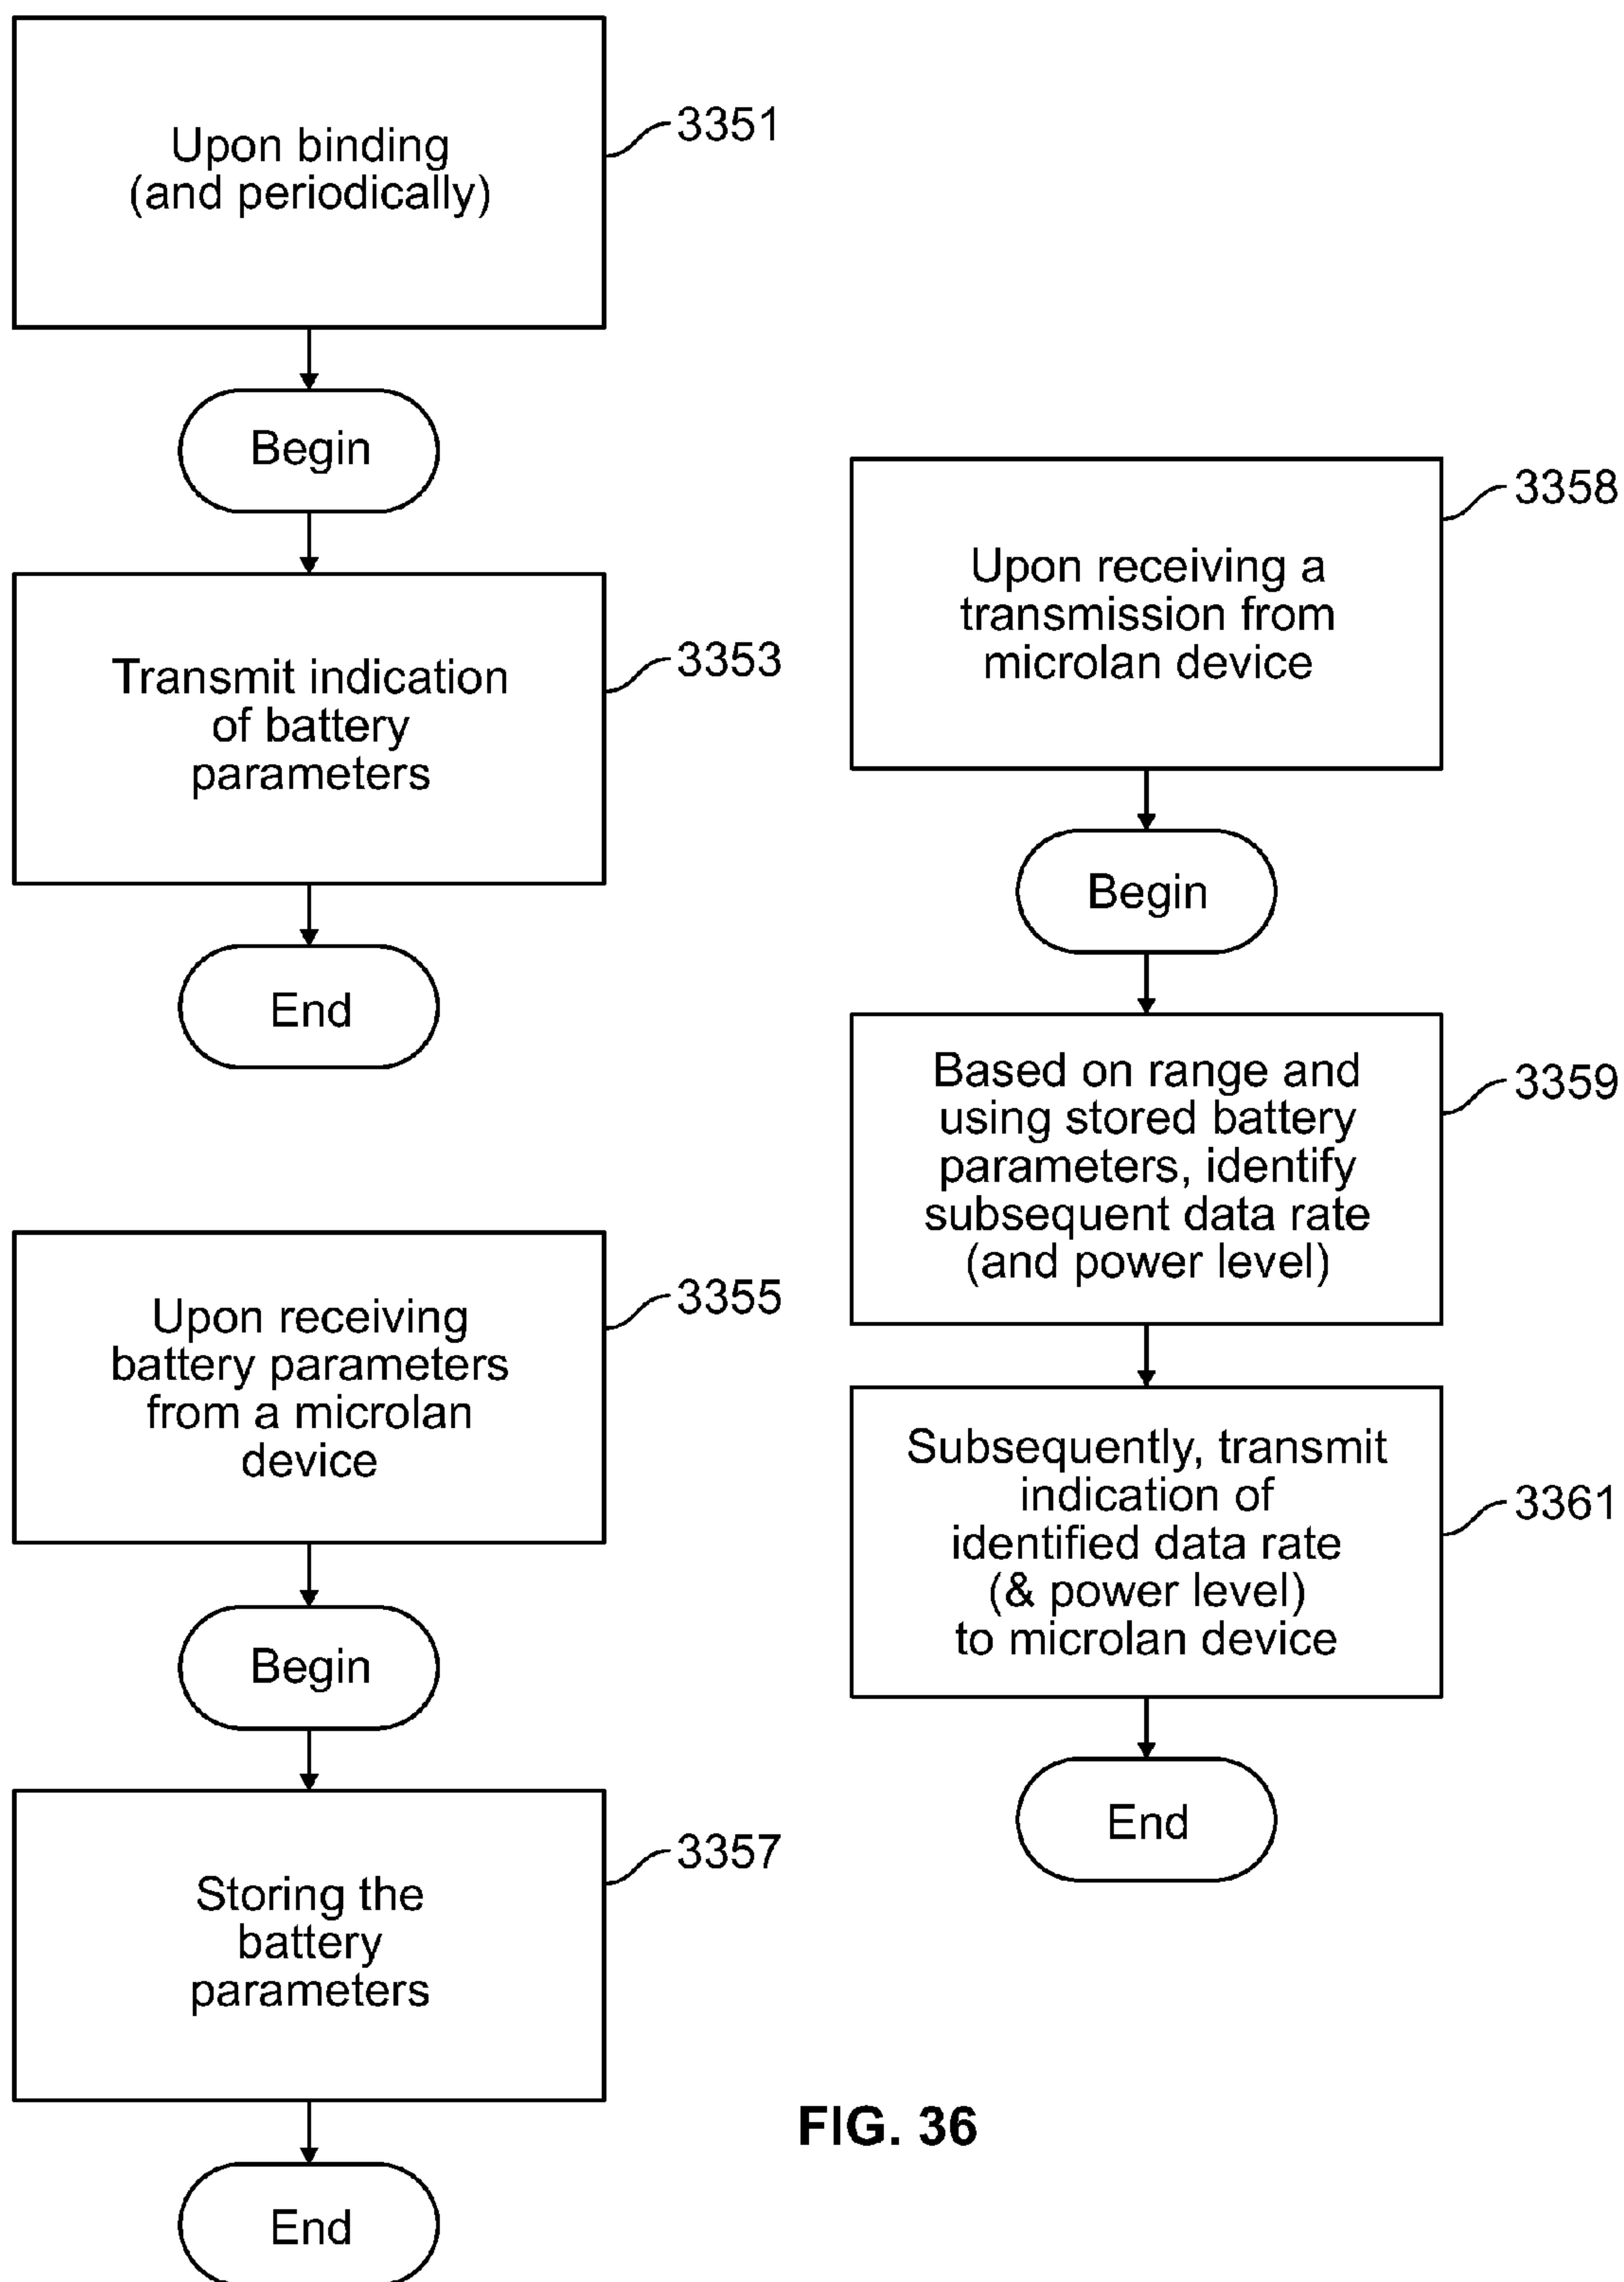 Upon binding
(and periodically)
3351
Begin
Transmit indication
of battery
parameters
3353
End
Upon receiving
battery parameters
from a microlan
device
3355
Begin
Storing the
battery
parameters
3357
End
Upon receiving a
transmission from
microlan device
3358
Begin
Based on range and
using stored battery
parameters, identify
subsequent data rate
(and power level)
3359
Subsequently, transmit
indication of
identified data rate
(& power level)
to microlan device
3361
End
FIG. 36